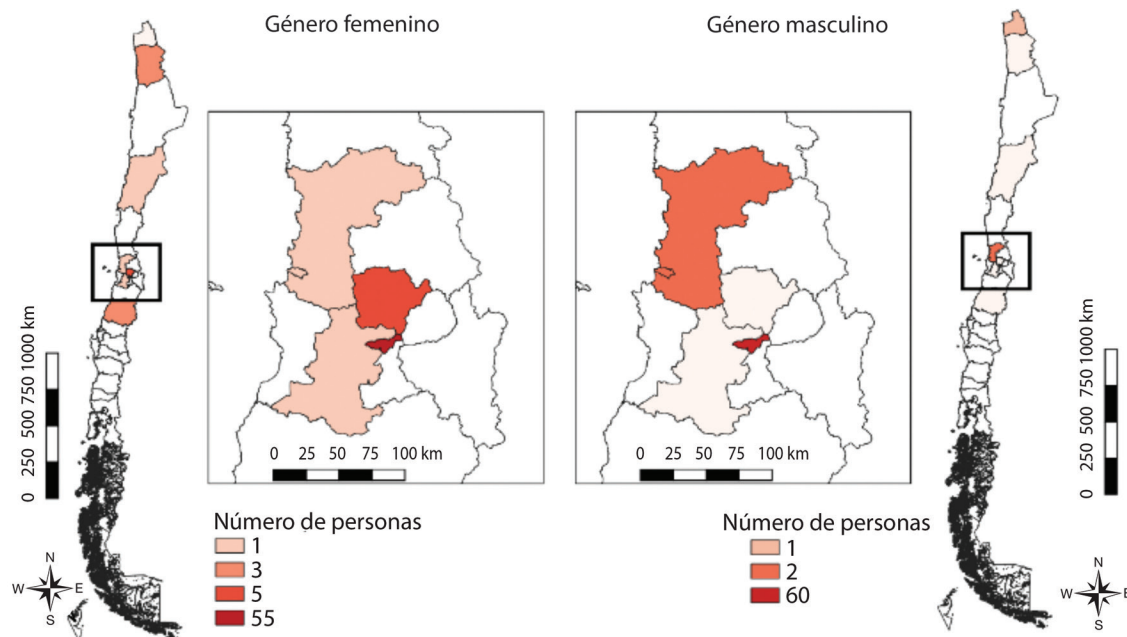 Género femenino
Género masculino
0 250 500 750 1000 km
0 25 50 75 100 km
0 25 50 75 100 km
0 250 500 750 1000 km
Número de personas
1
3
5
55
Número de personas
1
2
60
N
W E
S
N
W E
S